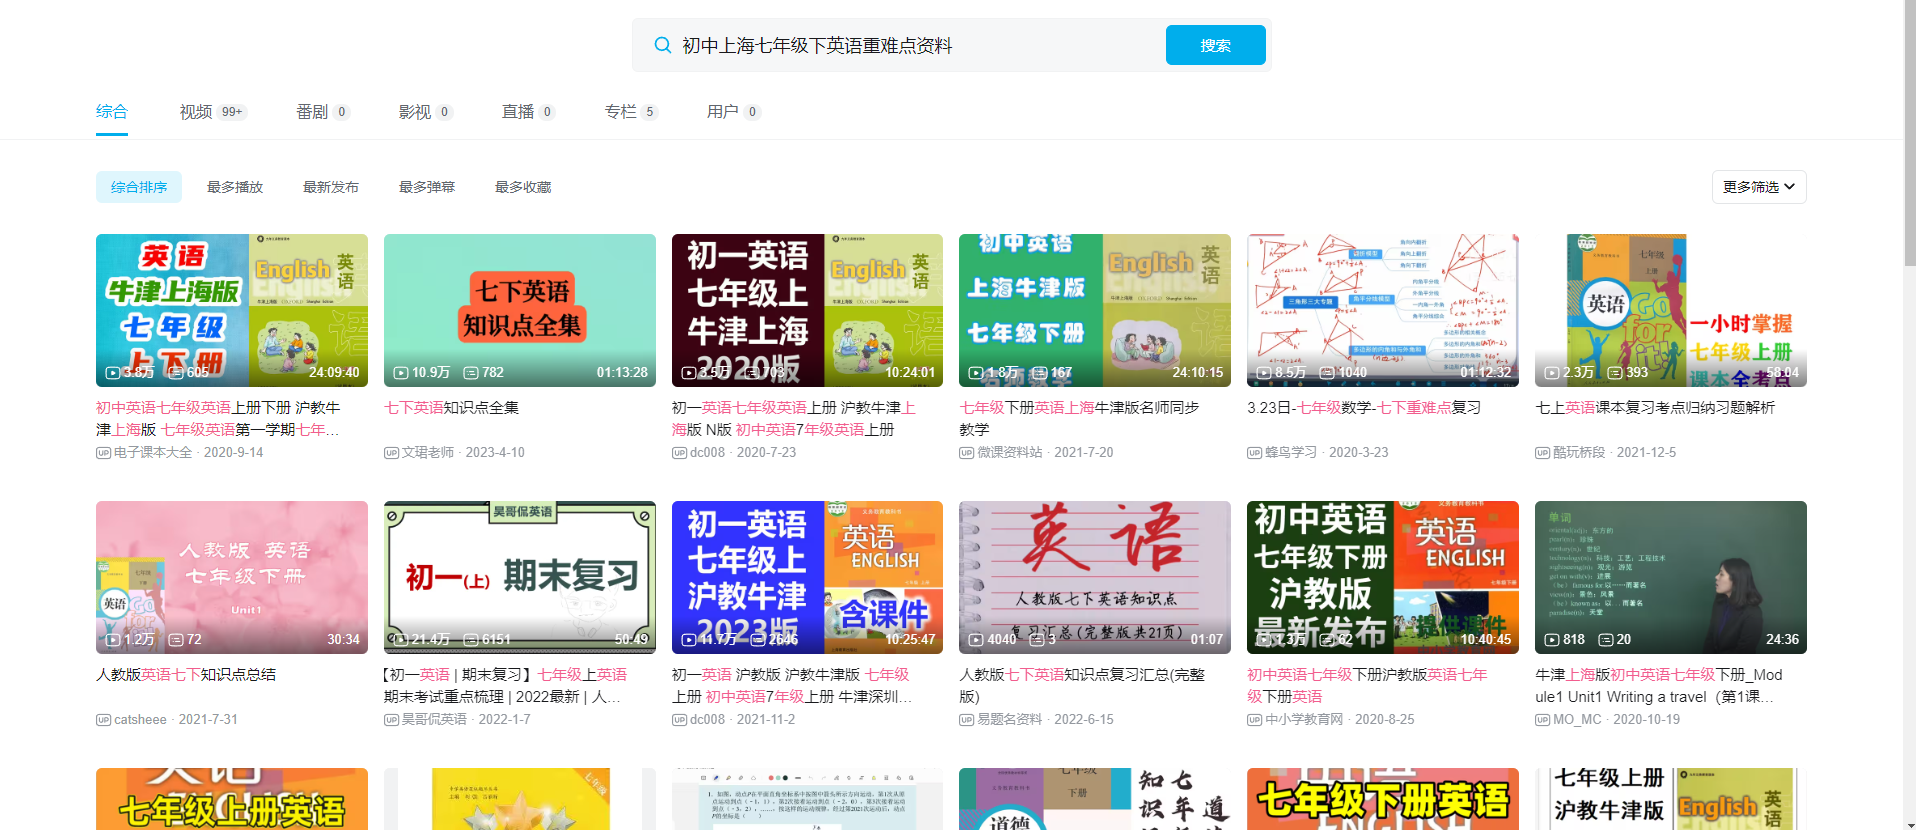 初中上海七年级下英语重难点资料
搜索
综合
视频 99+
番剧 0
影视 0
直播 0
专栏 5
用户 0
综合排序
最多播放
最新发布
最多弹幕
最多收藏
更多筛选
英语
牛津上海版
七年级
上下册
English 英语
3.8万 605 24:09:40
初中英语七年级英语上册下册 沪教牛
津上海版 七年级英语第一学期七年…
UP 电子课本大全 · 2020-9-14
七下英语
知识点全集
10.9万 782 01:13:28
七下英语知识点全集
UP 文珺老师 · 2023-4-10
初一英语
七年级上
牛津上海
2020版
English 英语
3.5万 703 10:24:01
初一英语七年级英语上册 沪教牛津上
海版 N版 初中英语7年级英语上册
UP dc008 · 2020-7-23
初中英语
上海牛津版
七年级下册
English 英语
1.8万 167 24:10:15
七年级下册英语上海牛津版名师同步
教学
UP 微课资料站 · 2021-7-20
三角形三大专题
角平分线模型
8.5万 1040 01:12:32
3.23日-七年级数学-七下重难点复习
UP 蜂鸟学习 · 2020-3-23
七年级
上册
英语
Go for it!
一小时掌握
七年级上册
课本全考点
2.3万 393 58:04
七上英语课本复习考点归纳习题解析
UP 酷玩桥段 · 2021-12-5
人教版 英语
七年级下册
Unit1
英语
1.2万 72 30:34
人教版英语七下知识点总结
UP catsheee · 2021-7-31
昊哥侃英语
初一(上) 期末复习
21.4万 6151 50:49
【初一英语 | 期末复习】七年级上英语
期末考试重点梳理 | 2022最新 | 人…
UP 昊哥侃英语 · 2022-1-7
初一英语
七年级上
沪教牛津
2023版
英语
ENGLISH
含课件
11.7万 2646 10:25:47
初一英语 沪教版 沪教牛津版 七年级
上册 初中英语7年级上册 牛津深圳…
UP dc008 · 2021-11-2
英语
人教版七下英语知识点
复习汇总(完整版共21页)
4040 3 01:07
人教版七下英语知识点复习汇总(完整
版)
UP 易题名资料 · 2022-6-15
初中英语
七年级下册
沪教版
最新发布
英语
ENGLISH
提供课件
1.3万 62 10:40:45
初中英语七年级下册沪教版英语七年
级下册英语
UP 中小学教育网 · 2020-8-25
单词
818 20 24:36
牛津上海版初中英语七年级下册_Mod
ule1 Unit1 Writing a travel（第1课…
UP MO_MC · 2020-10-19
英语
七年级上册英语
七年级
下册
道德
七年级下册英语
七年级上册
沪教牛津版
English 英语